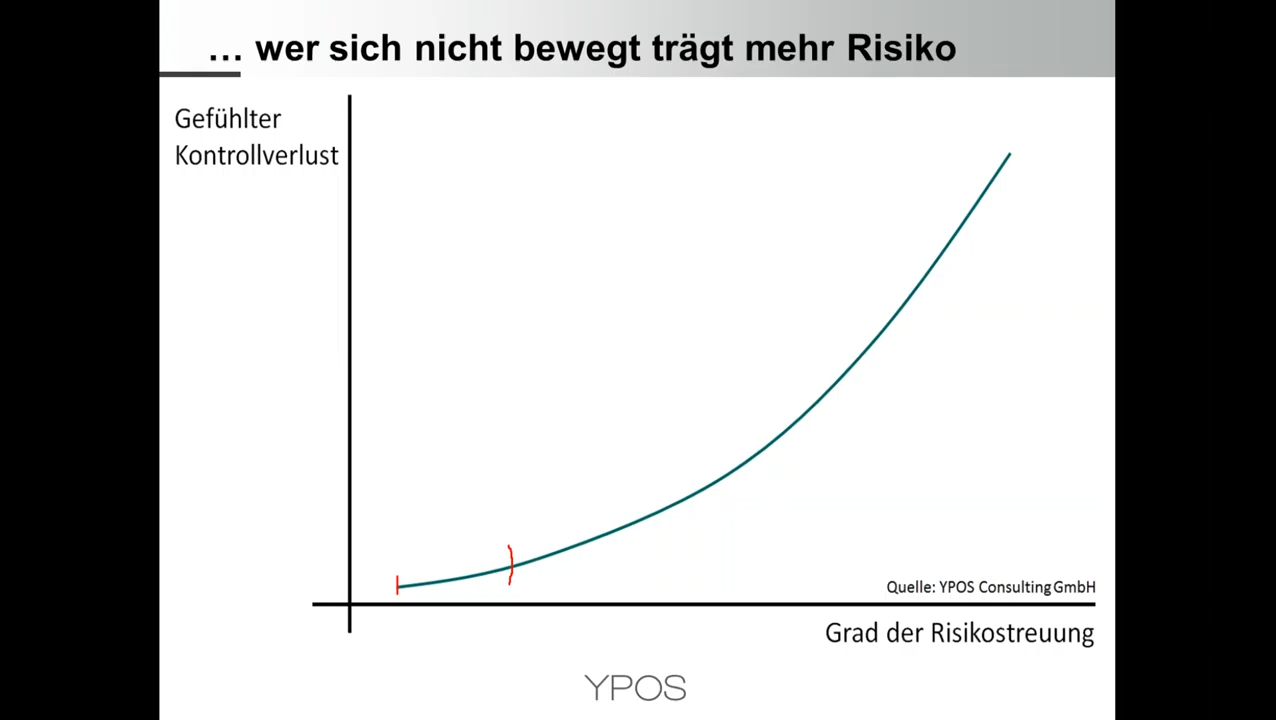 ... wer sich nicht bewegt trägt mehr Risiko
Gefühlter
Kontrollverlust
Quelle: YPOS Consulting GmbH
Grad der Risikostreuung
YPOS